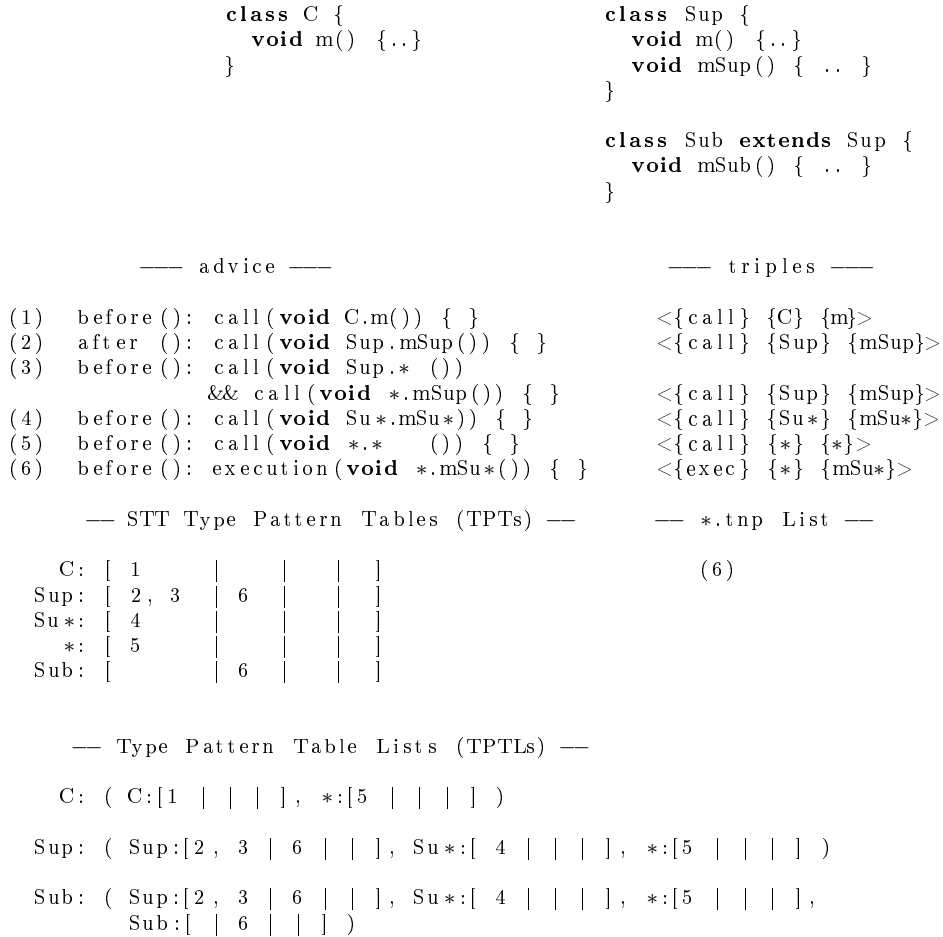 class C {
  void m() {..}
}
class Sup {
  void m() {..}
  void mSup() { .. }
}
class Sub extends Sup {
  void mSub() { .. }
}
——— advice ———
——— triples ———
(1) before(): call(void C.m()) { } <{call} {C} {m}>
(2) after (): call(void Sup.mSup()) { } <{call} {Sup} {mSup}>
(3) before(): call(void Sup.* ())
&& call(void *.mSup()) { } <{call} {Sup} {mSup}>
(4) before(): call(void Su*.mSu*)) { } <{call} {Su*} {mSu*}>
(5) before(): call(void *.* ()) { } <{call} {*} {*}>
(6) before(): execution(void *.mSu*()) { } <{exec} {*} {mSu*}>
—— STT Type Pattern Tables (TPTs) —— —— *.tnp List ——
C: [ 1 | | | ] (6)
Sup: [ 2, 3 | 6 | | ]
Su*: [ 4 | | | ]
*: [ 5 | | | ]
Sub: [ | 6 | | ]
—— Type Pattern Table Lists (TPTLs) ——
C: ( C:[1 | | | ], *:[5 | | | ] )
Sup: ( Sup:[2, 3 | 6 | | ], Su*:[ 4 | | | ], *:[5 | | | ] )
Sub: ( Sup:[2, 3 | 6 | | ], Su*:[ 4 | | | ], *:[5 | | | ],
Sub:[ | 6 | | ] )